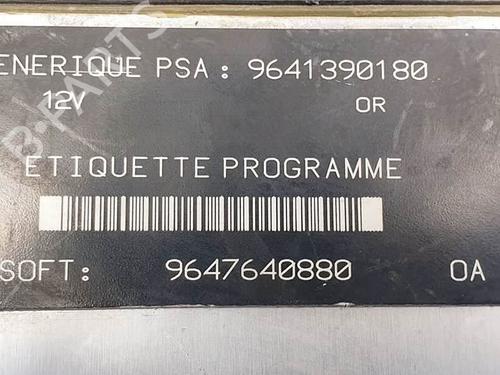 ENERIQUE PSA : 9641390180
12V OR
ETIQUETTE PROGRAMME
SOFT: 9647640880 OA
B-PARTS